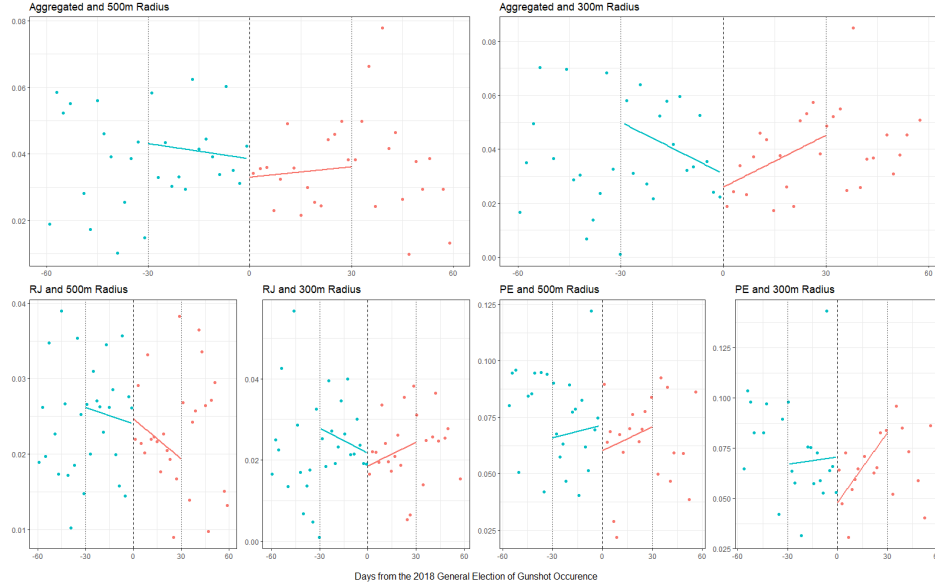 Aggregated and 500m Radius
Aggregated and 300m Radius
0.08
0.06
0.04
0.02
-60 -30 0 30 60
0.08
0.06
0.04
0.02
0.00
-60 -30 0 30 60
RJ and 500m Radius
RJ and 300m Radius
PE and 500m Radius
PE and 300m Radius
0.04
0.03
0.02
0.01
-60 -30 0 30 60
0.04
0.02
0.00
-60 -30 0 30 60
0.125
0.100
0.075
0.050
0.025
-60 -30 0 30 60
0.125
0.100
0.075
0.050
0.025
-60 -30 0 30 60
Days from the 2018 General Election of Gunshot Occurence